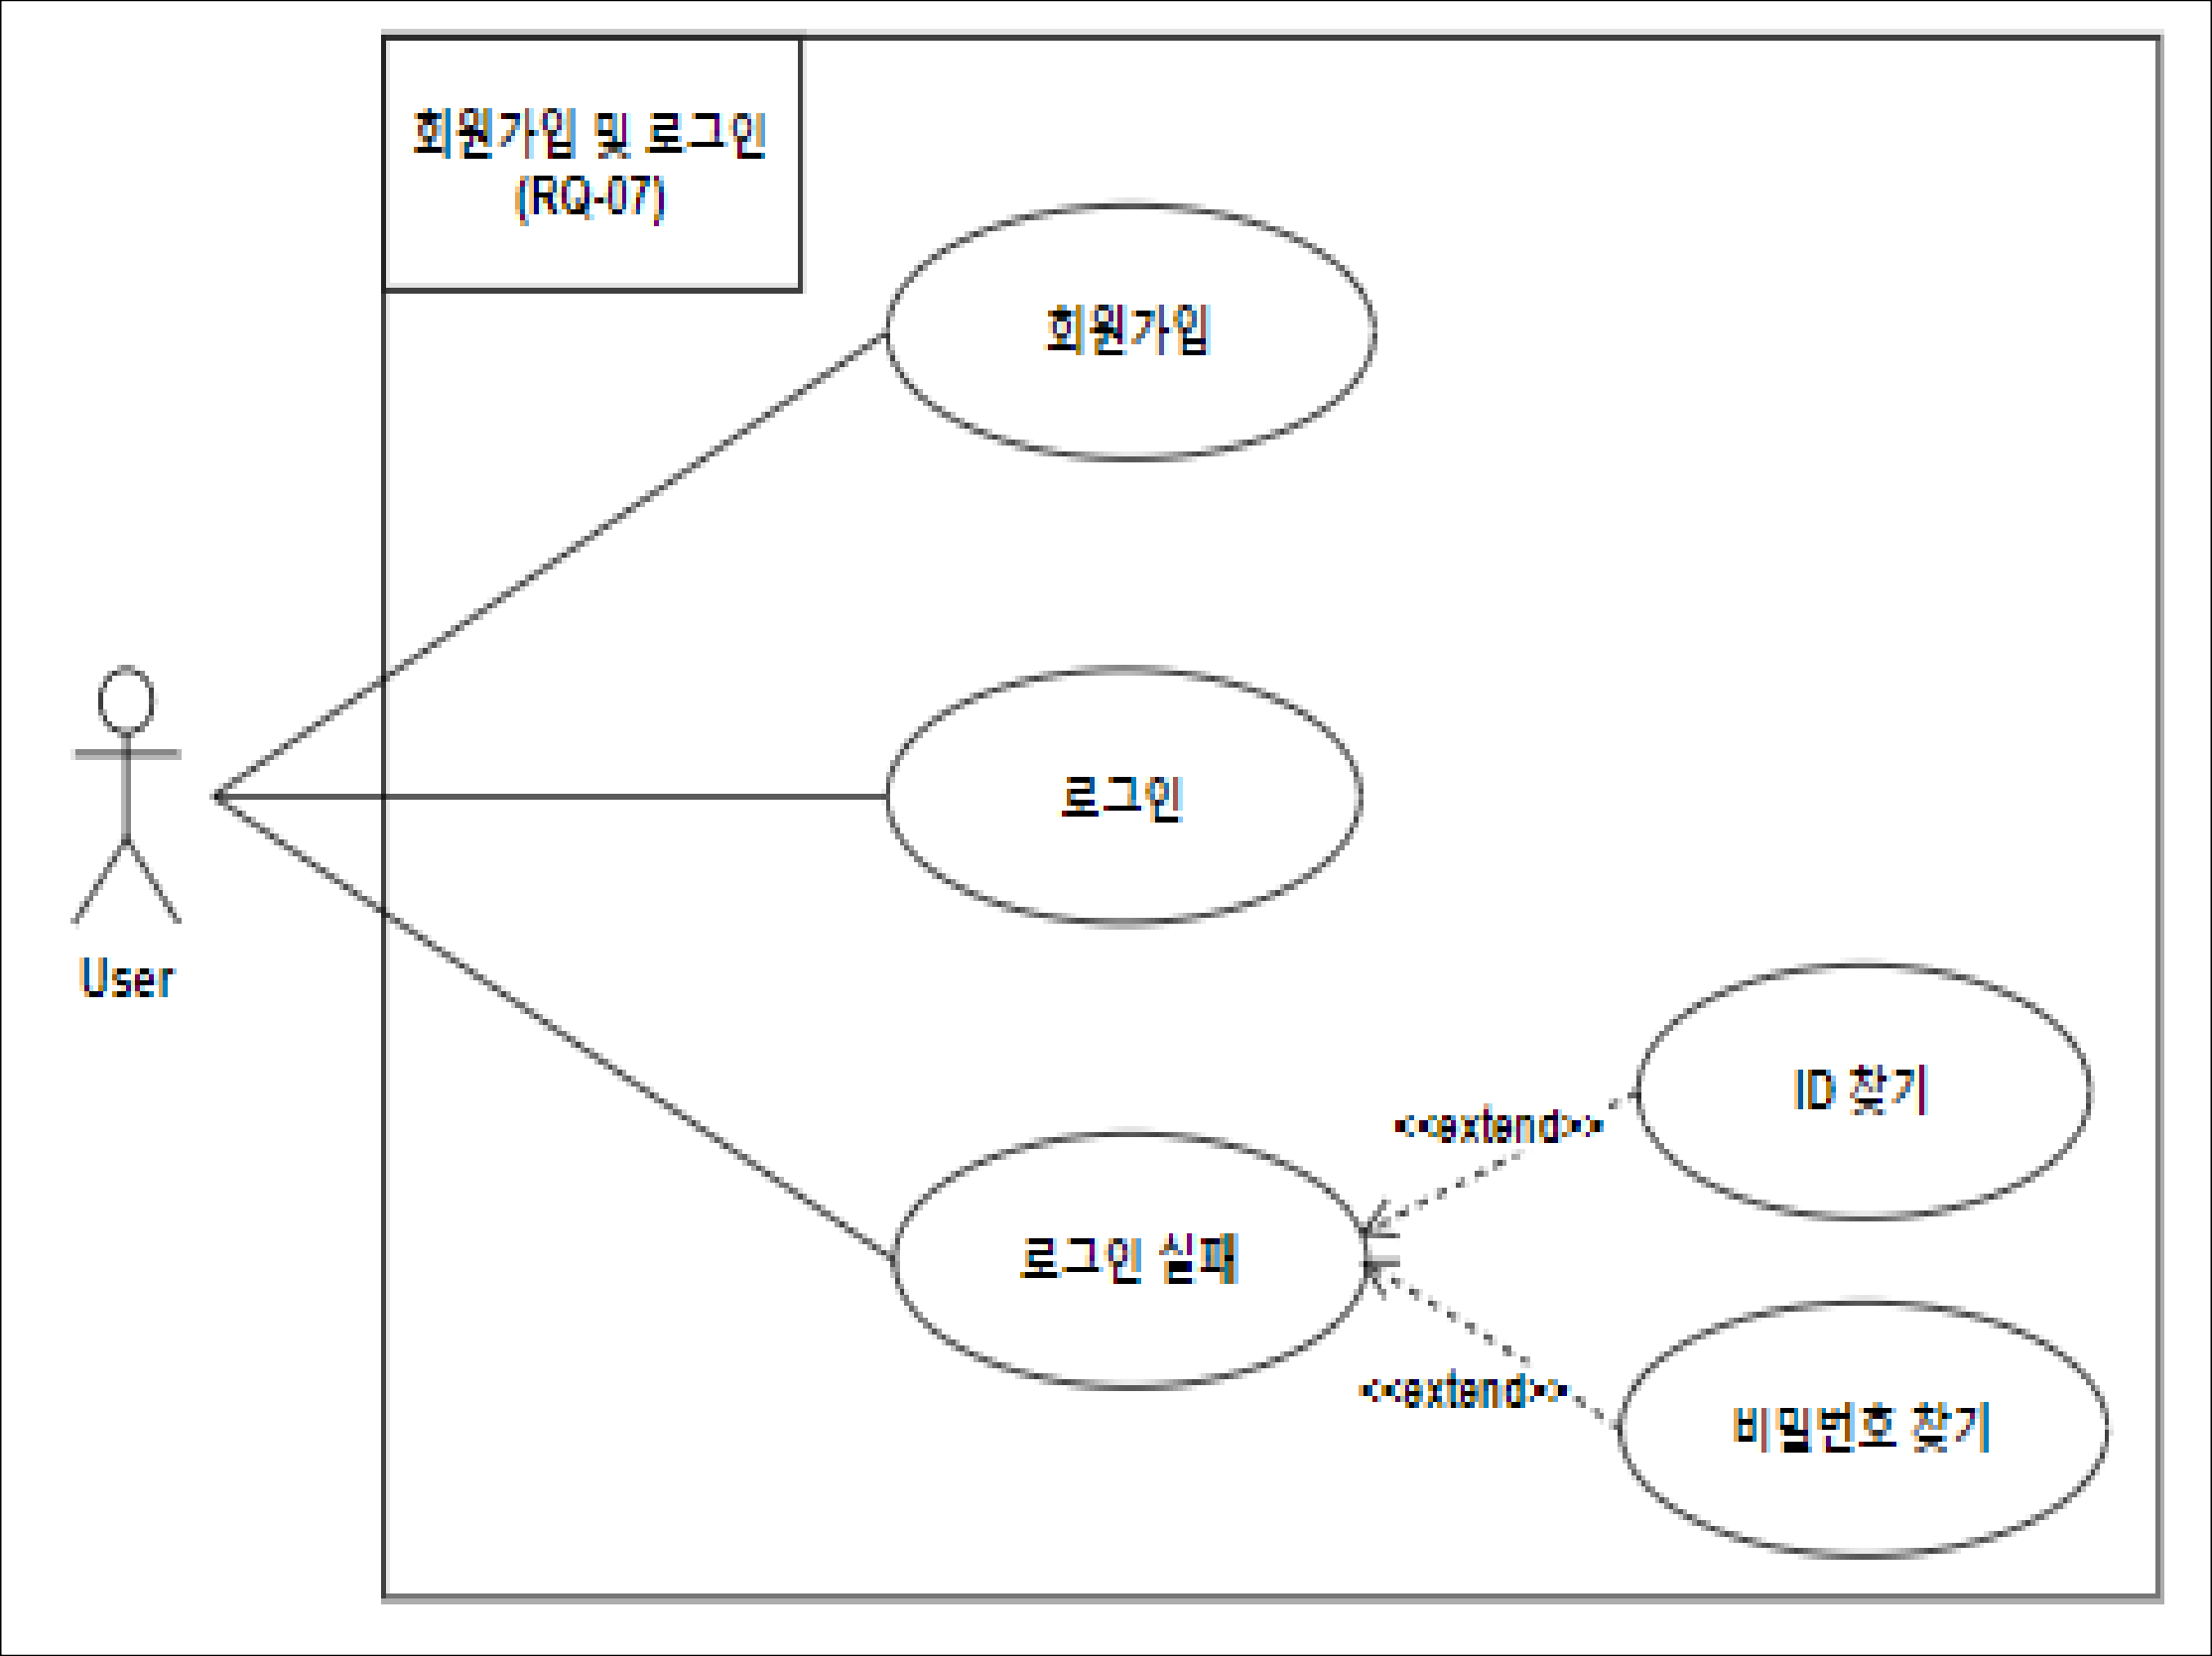 회원가입 및 로그인
(RQ-07)
회원가입
로그인
User
ID 찾기
<<extend>>
로그인 실패
<<extend>>
비밀번호 찾기